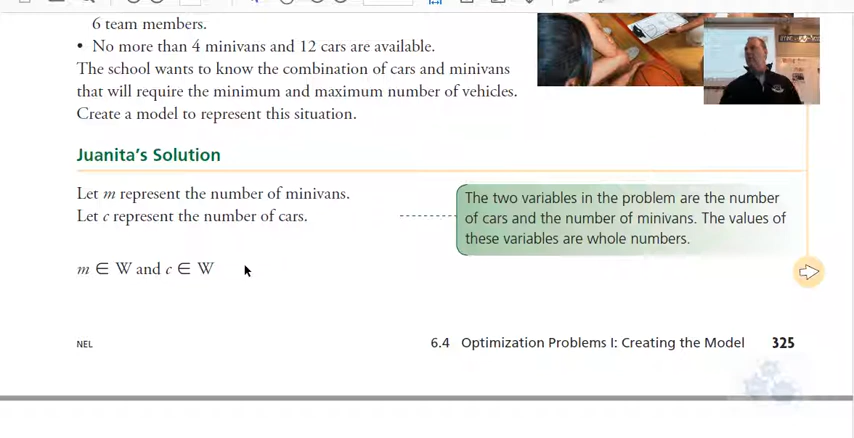 6 team members.
• No more than 4 minivans and 12 cars are available.
The school wants to know the combination of cars and minivans
that will require the minimum and maximum number of vehicles.
Create a model to represent this situation.
Juanita's Solution
Let m represent the number of minivans.
Let c represent the number of cars.
m ∈ W and c ∈ W
The two variables in the problem are the number
of cars and the number of minivans. The values of
these variables are whole numbers.
NEL
6.4 Optimization Problems I: Creating the Model 325